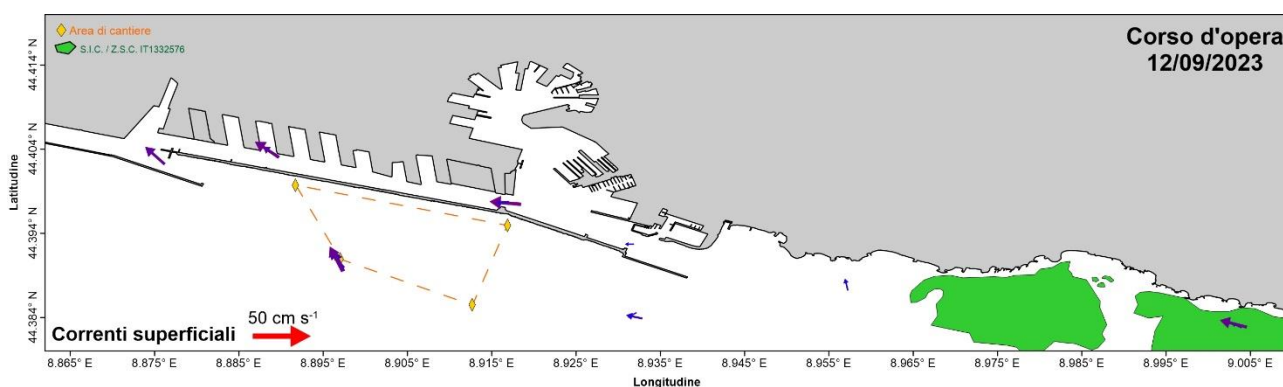 Area di cantiere
S.I.C. / Z.S.C. IT1332576
Corso d'opera
12/09/2023
Latitudine
44.414° N
44.404° N
44.394° N
44.384° N
Correnti superficiali
50 cm s⁻¹
8.865° E 8.875° E 8.885° E 8.895° E 8.905° E 8.915° E 8.925° E 8.935° E 8.945° E 8.955° E 8.965° E 8.975° E 8.985° E 8.995° E 9.005° E
Longitudine